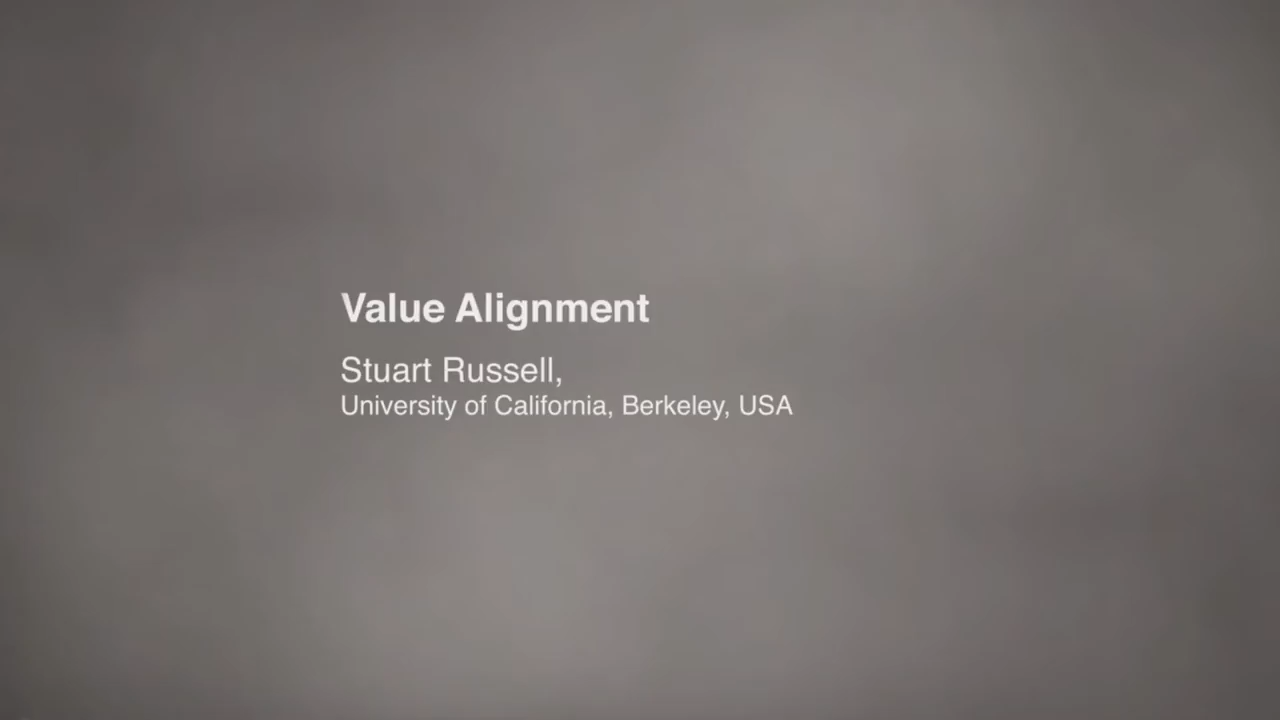 Value Alignment
Stuart Russell,
University of California, Berkeley, USA